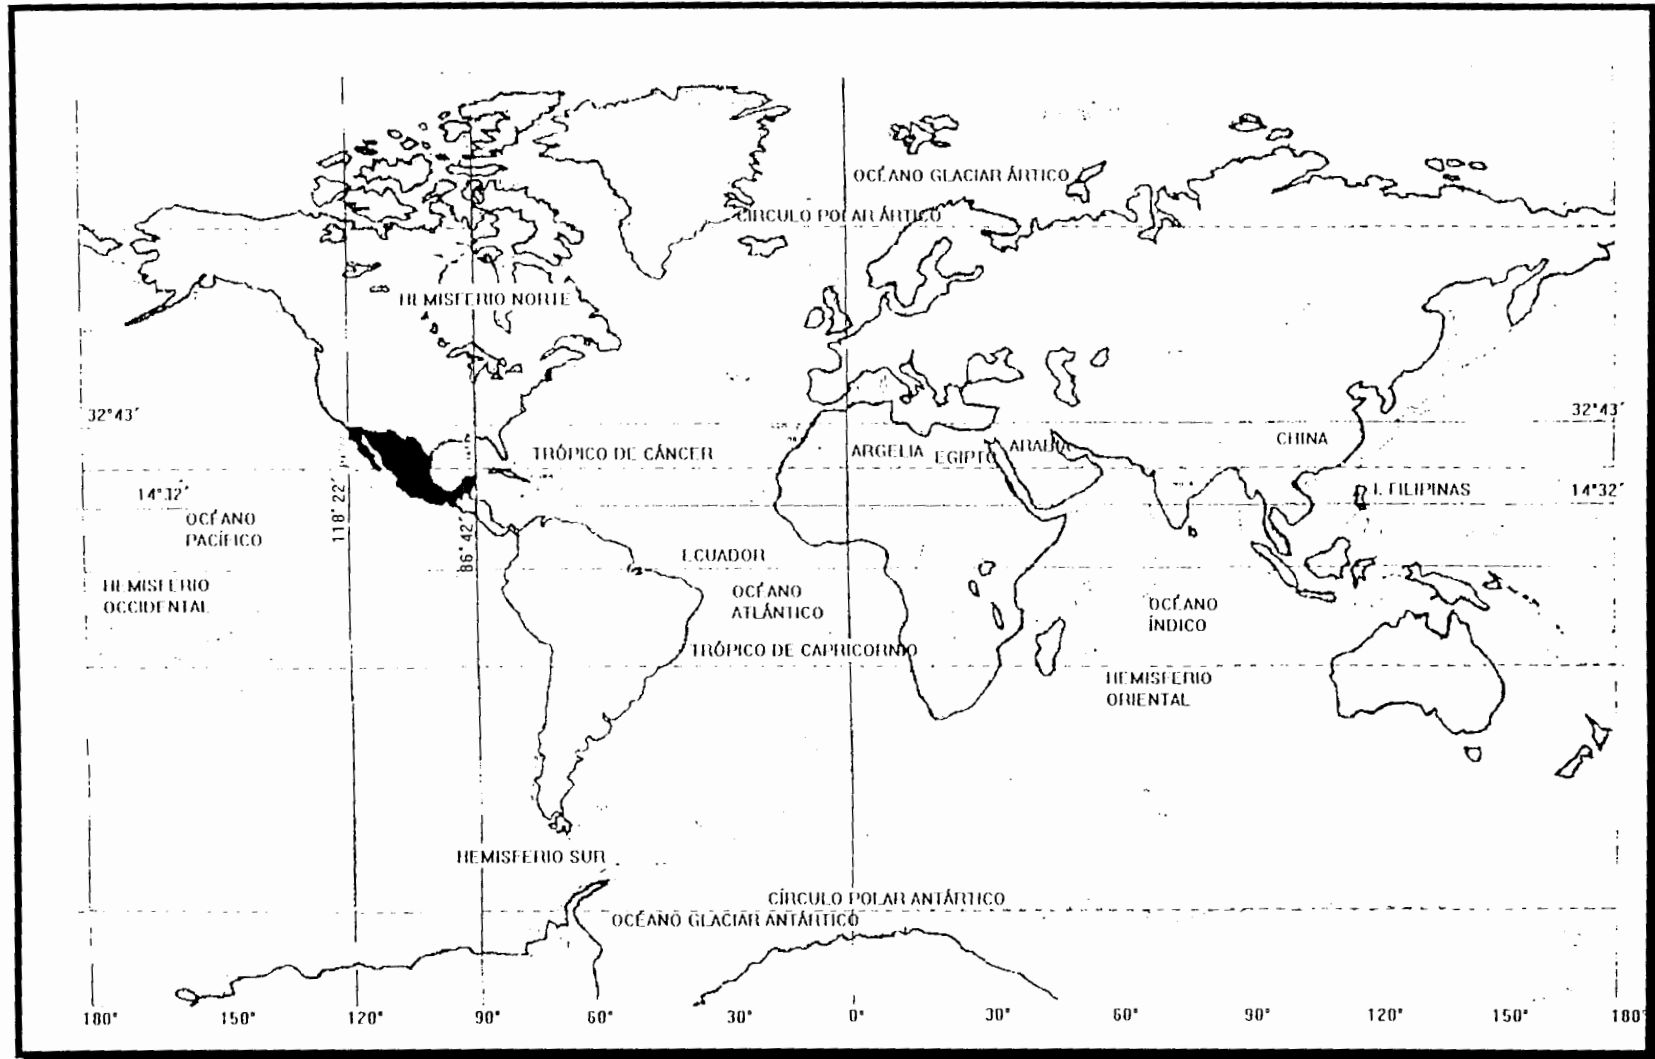 OCÉANO GLACIAR ÁRTICO
CÍRCULO POLAR ÁRTICO
HEMISFERIO NORTE
32°43´
32°43´
CHINA
ARGELIA
EGIPTO
ARABIA
TRÓPICO DE CÁNCER
14°32´
I. FILIPINAS
14°32´
118°22´
86°42´
OCÉANO
PACÍFICO
ECUADOR
HEMISFERIO
OCCIDENTAL
OCÉANO
ATLÁNTICO
OCÉANO
ÍNDICO
TRÓPICO DE CAPRICORNIO
HEMISFERIO
ORIENTAL
HEMISFERIO SUR
CÍRCULO POLAR ANTÁRTICO
OCÉANO GLACIAR ANTÁRTICO
180° 150° 120° 90° 60° 30° 0° 30° 60° 90° 120° 150° 180°